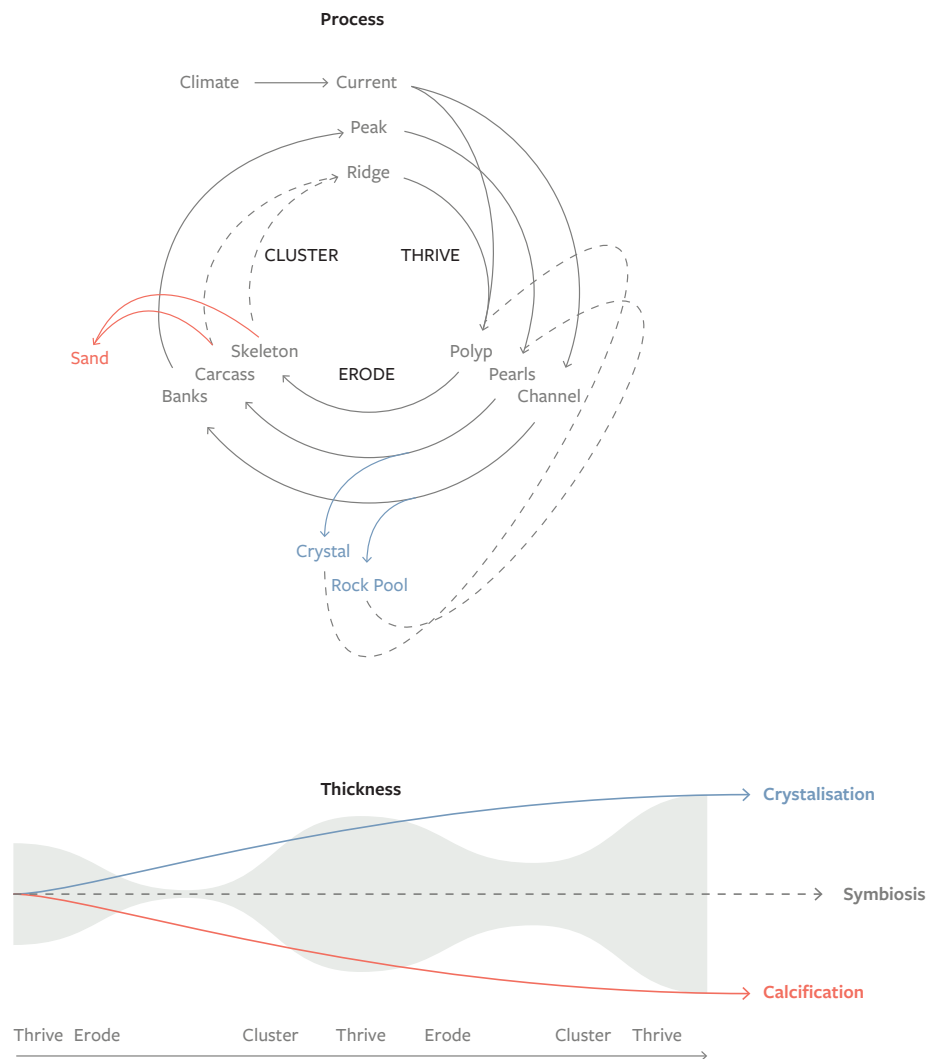 Process
Climate
Current
Peak
Ridge
CLUSTER
THRIVE
Sand
Skeleton
Polyp
Carcass
ERODE
Pearls
Banks
Channel
Crystal
Rock Pool
Thickness
Crystalisation
Symbiosis
Calcification
Thrive Erode Cluster Thrive Erode Cluster Thrive